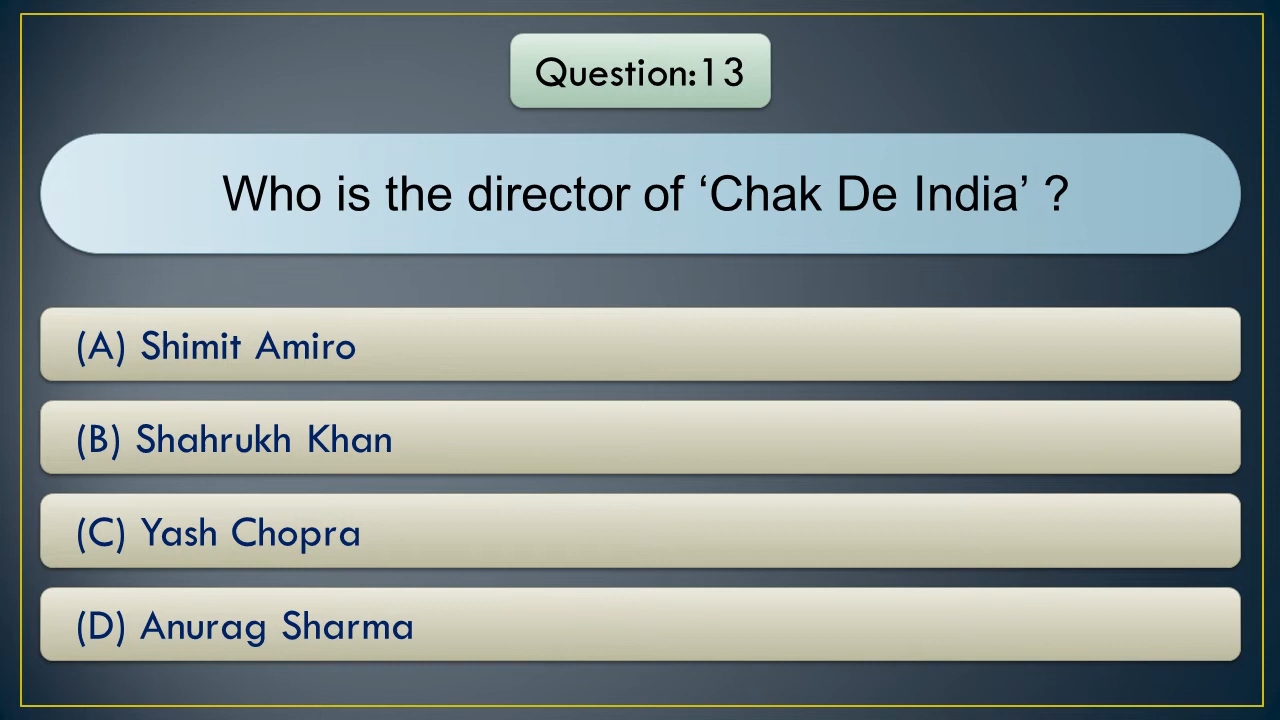 Question:13
Who is the director of ‘Chak De India’ ?
(A) Shimit Amiro
(B) Shahrukh Khan
(C) Yash Chopra
(D) Anurag Sharma